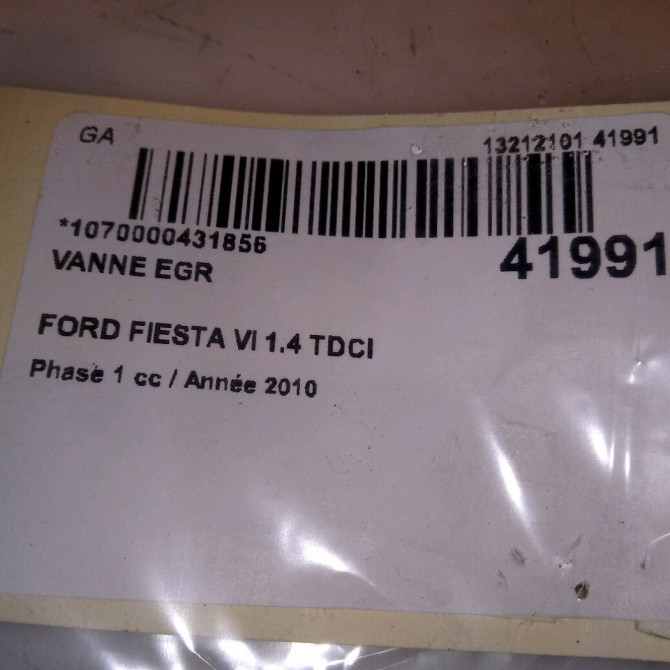 GA
13212101 41991
*1070000431856
41991
VANNE EGR
FORD FIESTA VI 1.4 TDCI
Phase 1 cc / Année 2010